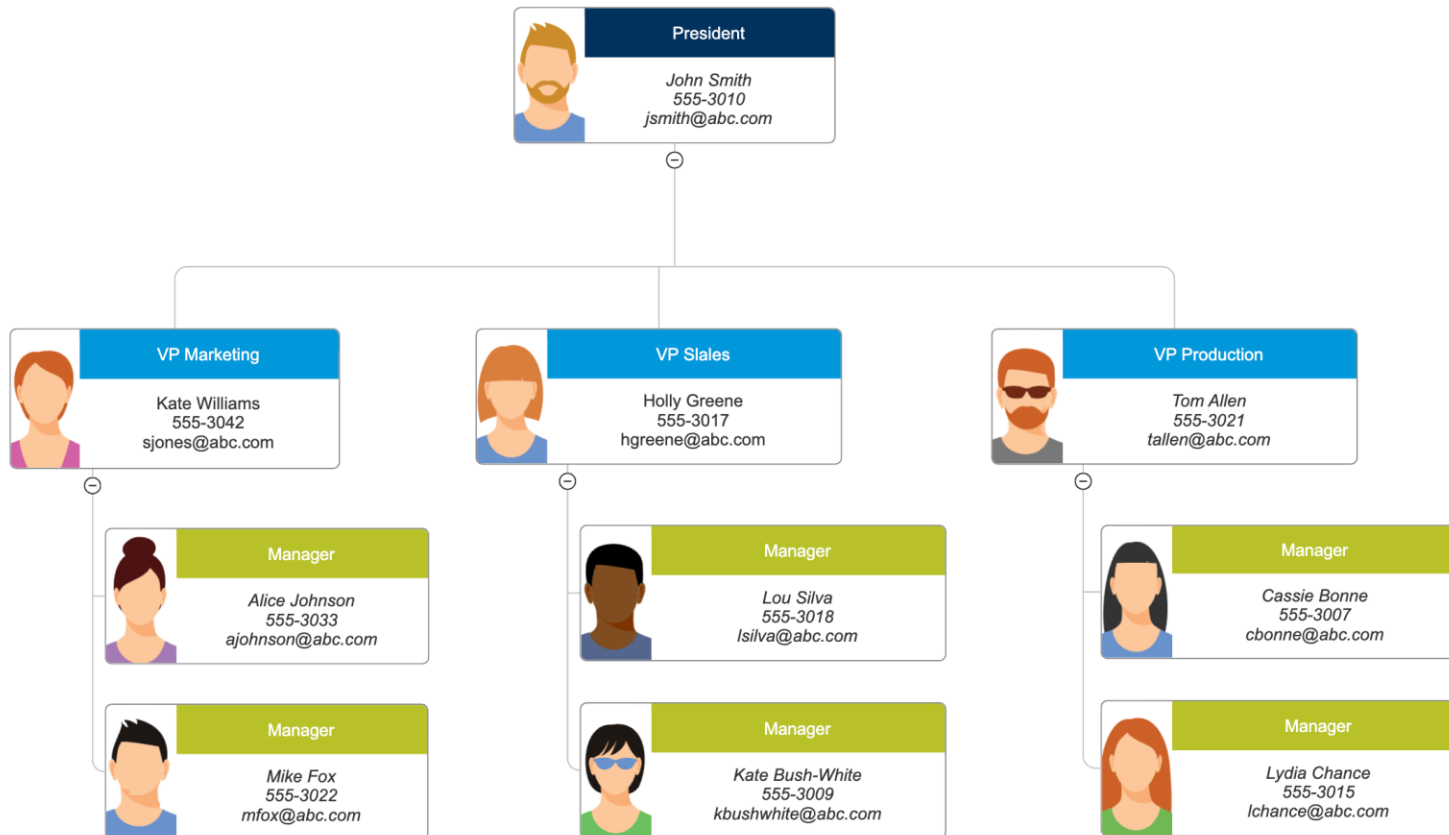 President
John Smith
555-3010
jsmith@abc.com
VP Marketing
Kate Williams
555-3042
sjones@abc.com
VP Slales
Holly Greene
555-3017
hgreene@abc.com
VP Production
Tom Allen
555-3021
tallen@abc.com
Manager
Alice Johnson
555-3033
ajohnson@abc.com
Manager
Lou Silva
555-3018
lsilva@abc.com
Manager
Cassie Bonne
555-3007
cbonne@abc.com
Manager
Mike Fox
555-3022
mfox@abc.com
Manager
Kate Bush-White
555-3009
kbushwhite@abc.com
Manager
Lydia Chance
555-3015
lchance@abc.com